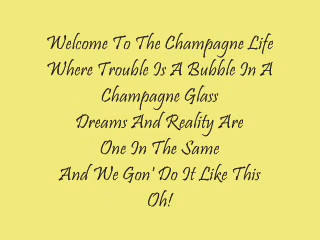 Welcome To The Champagne Life
Where Trouble Is A Bubble In A
Champagne Glass
Dreams And Reality Are
One In The Same
And We Gon' Do It Like This
Oh!